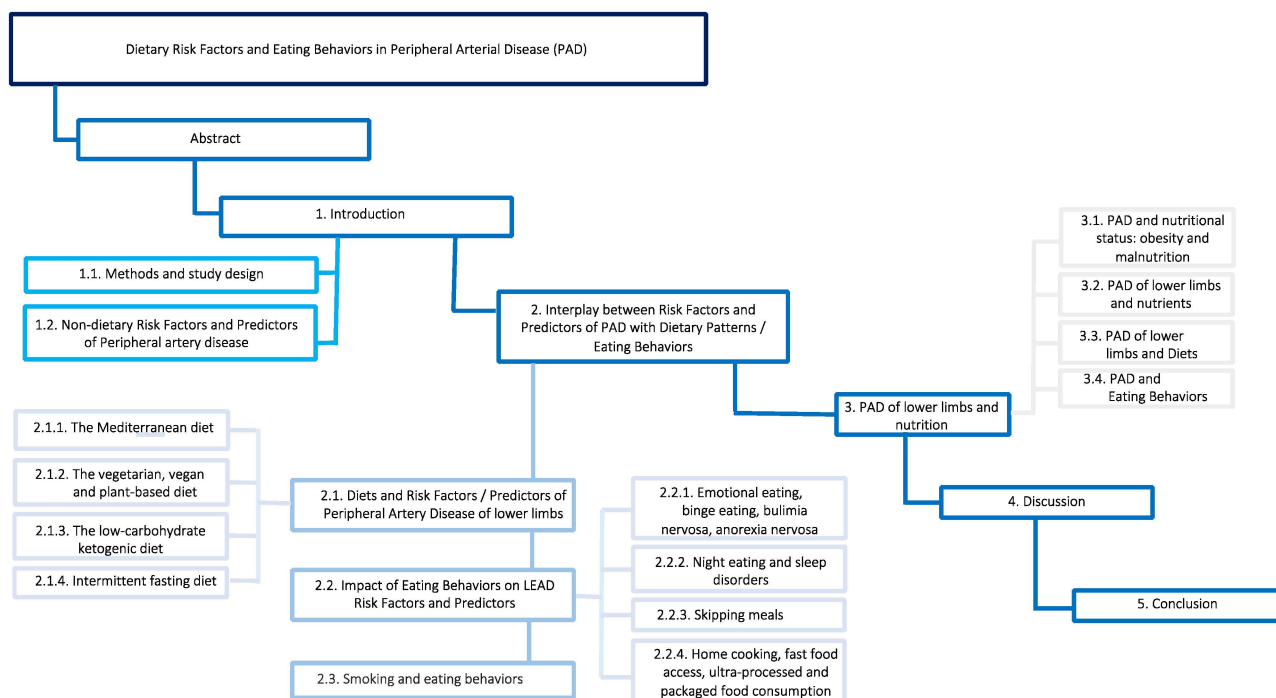 Dietary Risk Factors and Eating Behaviors in Peripheral Arterial Disease (PAD)
Abstract
1. Introduction
1.1. Methods and study design
1.2. Non-dietary Risk Factors and Predictors
of Peripheral artery disease
2. Interplay between Risk Factors and
Predictors of PAD with Dietary Patterns /
Eating Behaviors
2.1. Diets and Risk Factors / Predictors of
Peripheral Artery Disease of lower limbs
2.1.1. The Mediterranean diet
2.1.2. The vegetarian, vegan
and plant-based diet
2.1.3. The low-carbohydrate
ketogenic diet
2.1.4. Intermittent fasting diet
2.2. Impact of Eating Behaviors on LEAD
Risk Factors and Predictors
2.2.1. Emotional eating,
binge eating, bulimia
nervosa, anorexia nervosa
2.2.2. Night eating and sleep
disorders
2.2.3. Skipping meals
2.2.4. Home cooking, fast food
access, ultra-processed and
packaged food consumption
2.3. Smoking and eating behaviors
3. PAD of lower limbs and
nutrition
3.1. PAD and nutritional
status: obesity and
malnutrition
3.2. PAD of lower limbs
and nutrients
3.3. PAD of lower
limbs and Diets
3.4. PAD and
Eating Behaviors
4. Discussion
5. Conclusion